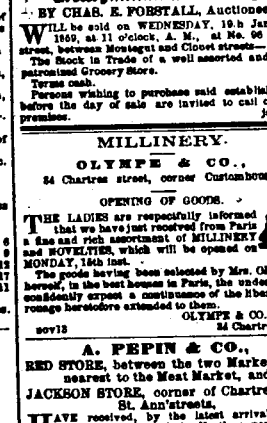 BY CHAS. E. FORSTALL, Auctionee
WILL be sold on WEDNESDAY, 19th Jan
1859, at 11 o'clock, A. M., at No. 96
street, between Montegut and Clouet streets—
The Stock in Trade of a well assorted and
patronized Grocery Store.
Terms cash.
Persons wishing to purchase said establis
before the day of sale are invited to call o
premises.
MILLINERY.
OLYMPE & CO.,
84 Chartres street, corner Customhous
OPENING OF GOODS.
THE LADIES are respectfully informed
that we have just received from Paris
a fine and rich assortment of MILLINERY
and NOVELTIES, which will be opened on
MONDAY, 15th inst.
The goods having been selected by Mrs. Ol
herself, in the best houses in Paris, the under
confidently expect a continuance of the liber
ronage heretofore extended to them.
OLYMPE & CO.
nov13 84 Chartr
A. PEPIN & CO.,
RED STORE, between the two Marke
nearest to the Meat Market, and
JACKSON STORE, corner of Chartre
St. Ann streets,
HAVE received, by the latest arriva